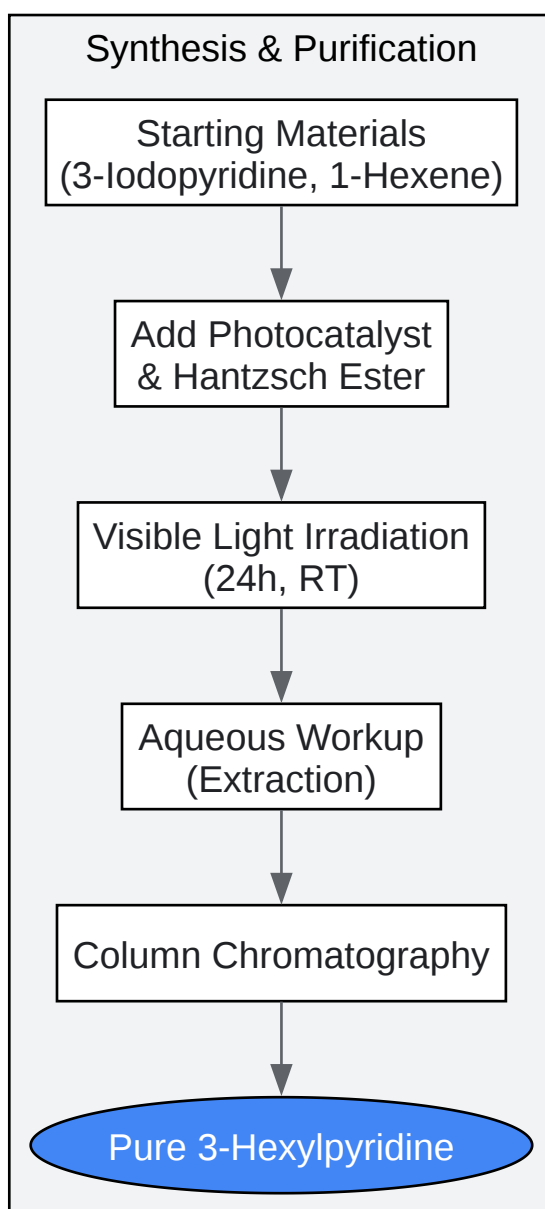 Synthesis & Purification
Starting Materials
(3-Iodopyridine, 1-Hexene)
Add Photocatalyst
& Hantzsch Ester
Visible Light Irradiation
(24h, RT)
Aqueous Workup
(Extraction)
Column Chromatography
Pure 3-Hexylpyridine